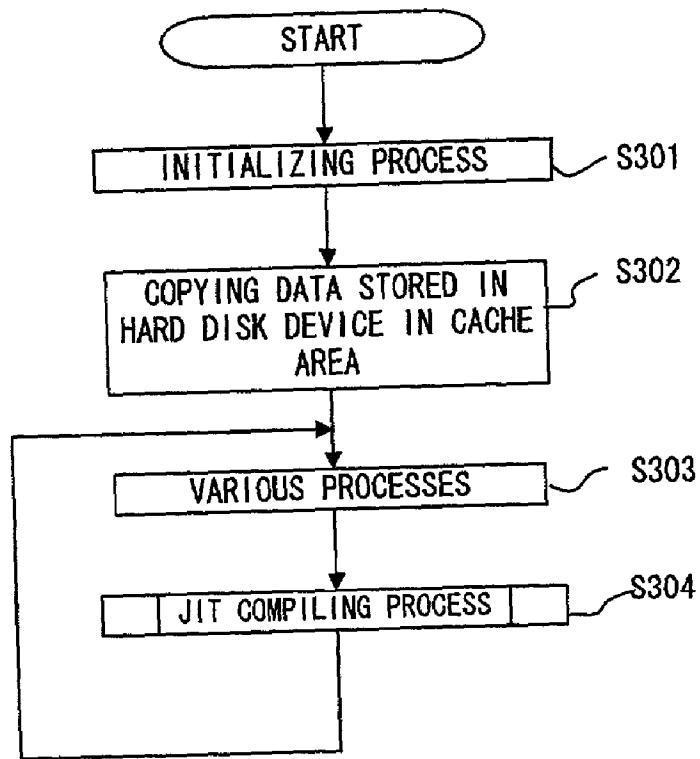 START
INITIALIZING PROCESS
S301
COPYING DATA STORED IN
HARD DISK DEVICE IN CACHE
AREA
S302
VARIOUS PROCESSES
S303
JIT COMPILING PROCESS
S304